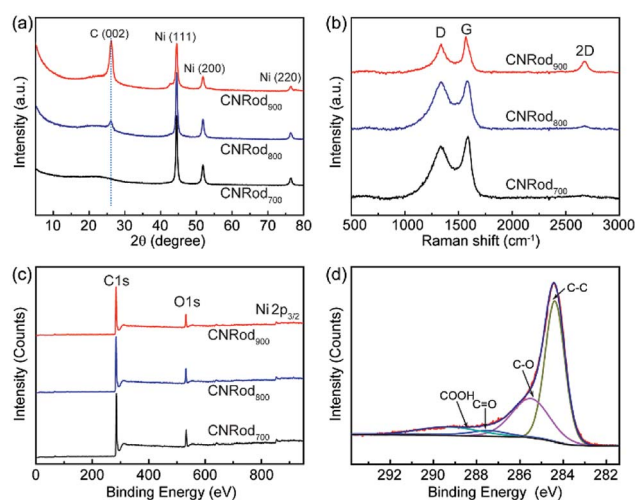 (a)
C (002)
Ni (111)
Ni (200)
Ni (220)
CNRod900
CNRod800
CNRod700
Intensity (a.u.)
5 10 20 30 40 50 60 70 80
2θ (degree)
(b)
D
G
2D
CNRod900
CNRod800
CNRod700
Intensity (a.u.)
500 1000 1500 2000 2500 3000
Raman shift (cm-1)
(c)
C1s
O1s
Ni 2p3/2
CNRod900
CNRod800
CNRod700
Intensity (Counts)
0 200 400 600 800
Binding Energy (eV)
(d)
C-C
C-O
COOH
C=O
Intensity (Counts)
292 290 288 286 284 282
Binding Energy (eV)